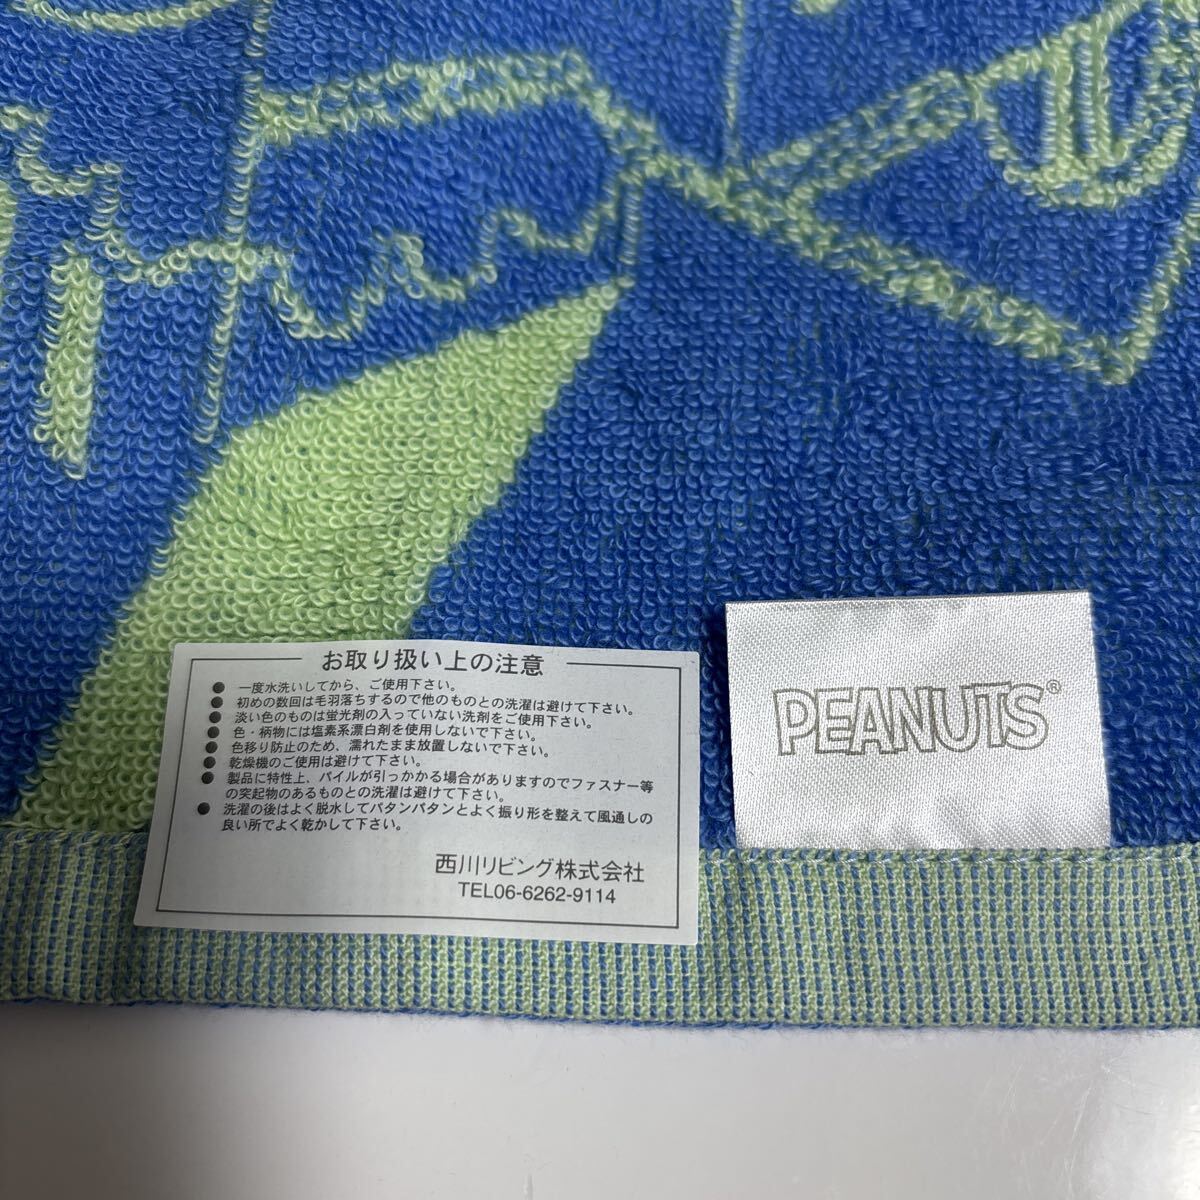 お取り扱い上の注意
● 一度水洗いしてから、ご使用下さい。
● 初めの数回は毛羽落ちするので他のものとの洗濯は避けて下さい。
● 淡い色のものは蛍光剤の入っていない洗剤をご使用下さい。
● 色・柄物には塩素系漂白剤を使用しないで下さい。
● 色移り防止のため、濡れたまま放置しないで下さい。
● 乾燥機のご使用は避けて下さい。
● 製品に特性上、パイルが引っかかる場合がありますのでファスナー等
の突起物のあるものとの洗濯は避けて下さい。
● 洗濯の後はよく脱水してパタンパタンとよく振り形を整えて風通しの
良い所でよく乾かして下さい。
西川リビング株式会社
TEL06-6262-9114
PEANUTS®